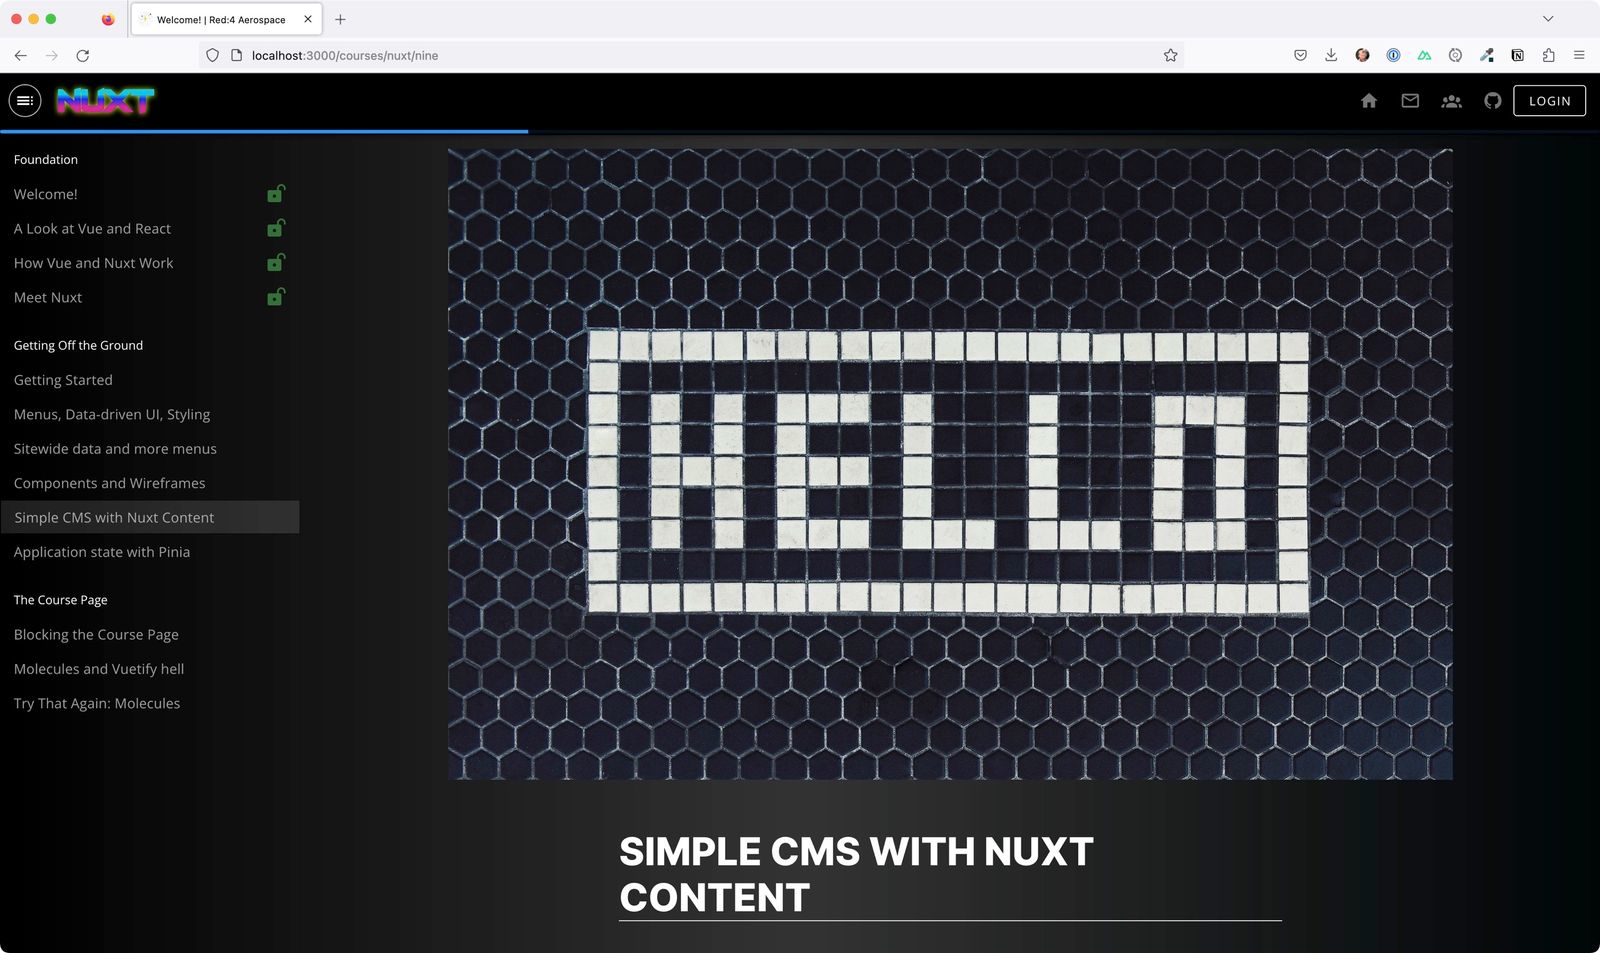 Welcome! | Red:4 Aerospace
localhost:3000/courses/nuxt/nine
NUXT
LOGIN
Foundation
Welcome!
A Look at Vue and React
How Vue and Nuxt Work
Meet Nuxt
Getting Off the Ground
Getting Started
Menus, Data-driven UI, Styling
Sitewide data and more menus
Components and Wireframes
Simple CMS with Nuxt Content
Application state with Pinia
The Course Page
Blocking the Course Page
Molecules and Vuetify hell
Try That Again: Molecules
HELLO
SIMPLE CMS WITH NUXT
CONTENT